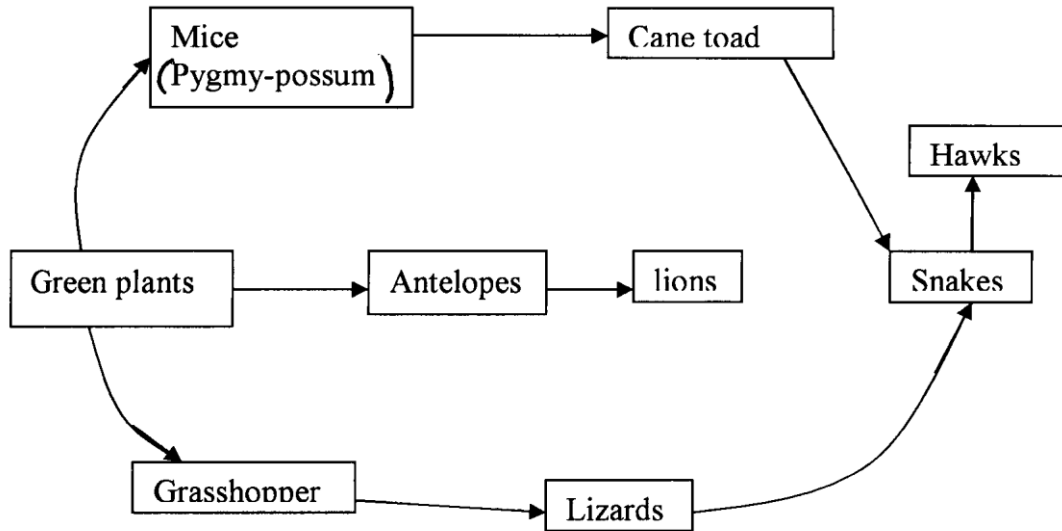 Mice
(Pygmy-possum)
Cane toad
Hawks
Green plants
Antelopes
lions
Snakes
Grasshopper
Lizards